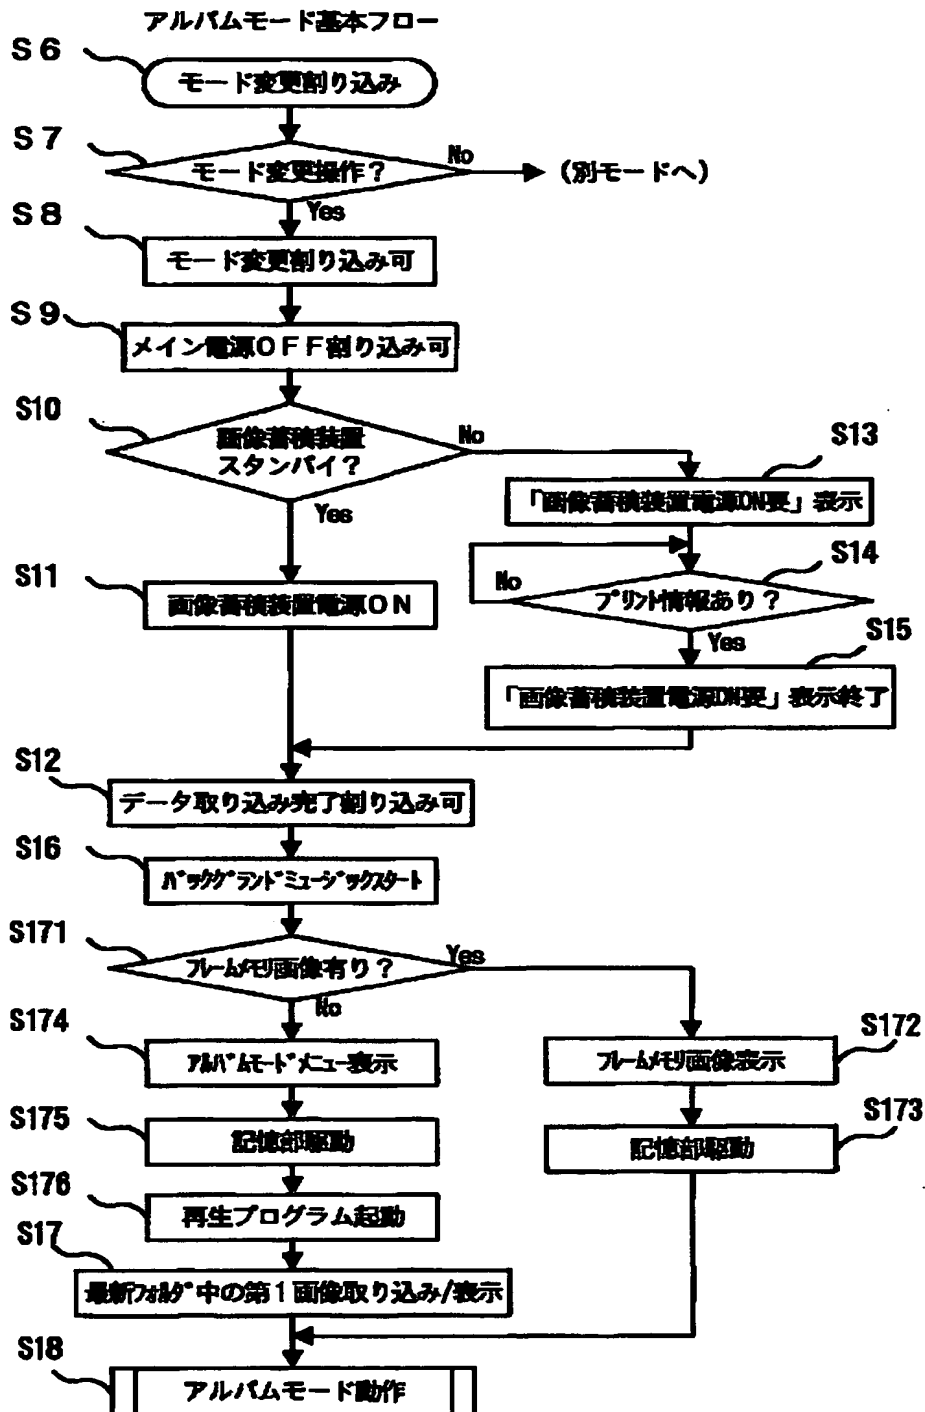 アルバムモード基本フロー
S6
モード変更割り込み
S7
モード変更操作?
No
(別モードへ)
Yes
S8
モード変更割り込み可
S9
メイン電源OFF割り込み可
S10
画像蓄積装置
スタンバイ?
No
Yes
S13
「画像蓄積装置電源ON要」表示
S14
プリント情報あり?
No
Yes
S11
画像蓄積装置電源ON
S15
「画像蓄積装置電源ON要」表示終了
S12
データ取り込み完了割り込み可
S16
バックグランドミュージックスタート
S171
フレームメモリ画像有り?
Yes
No
S174
アルバムモードメニュー表示
S172
フレームメモリ画像表示
S175
記憶部駆動
S173
記憶部駆動
S176
再生プログラム起動
S17
最新フォルダ中の第1画像取り込み/表示
S18
アルバムモード動作